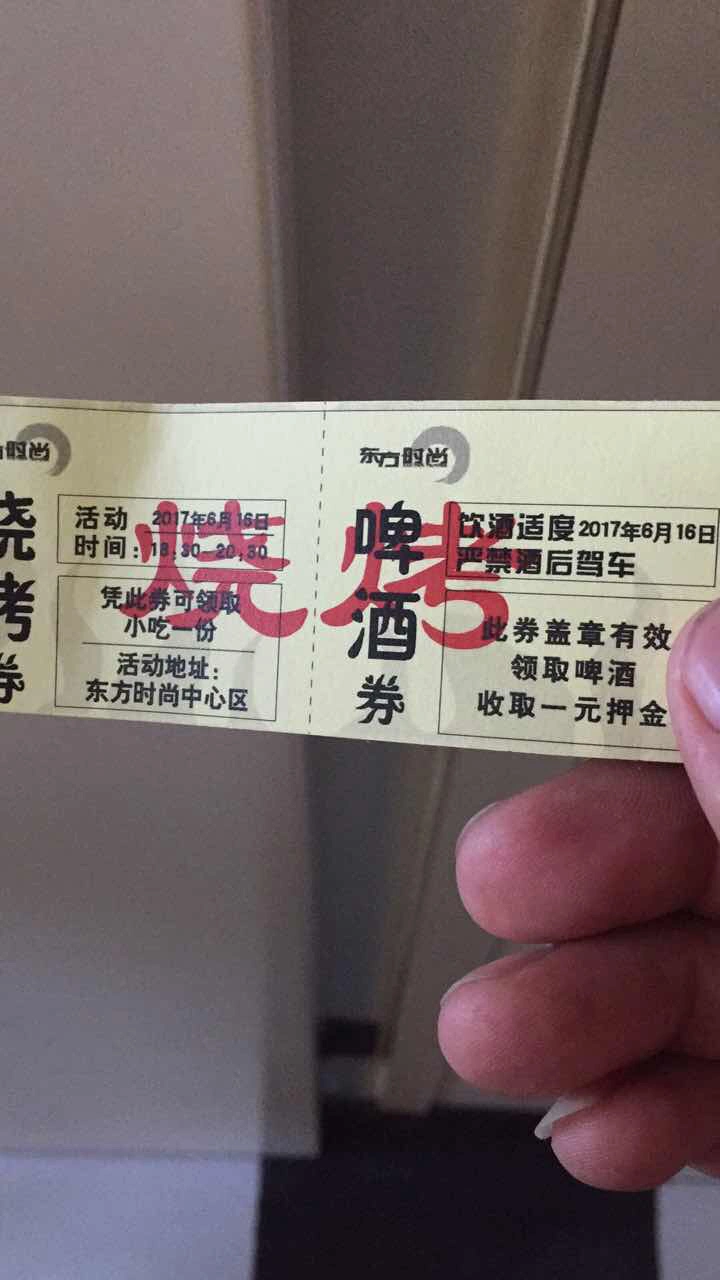 方时尚
烧烤券
活动 2017年6月16日
时间：18:30-20:30
凭此券可领取
小吃一份
活动地址：
东方时尚中心区
烧烤
东方时尚
啤酒券
饮酒适度2017年6月16日
严禁酒后驾车
此券盖章有效
领取啤酒
收取一元押金